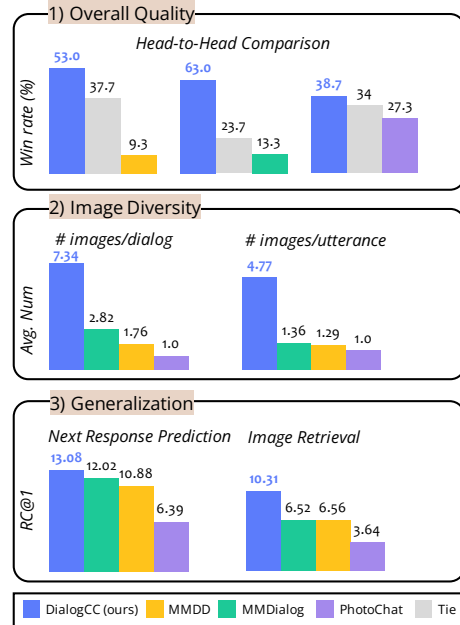 1) Overall Quality
Head-to-Head Comparison
Win rate (%)
53.0
37.7
9.3
63.0
23.7
13.3
38.7
34
27.3
2) Image Diversity
# images/dialog
# images/utterance
Avg. Num
7.34
2.82
1.76
1.0
4.77
1.36
1.29
1.0
3) Generalization
Next Response Prediction
Image Retrieval
RC@1
13.08
12.02
10.88
6.39
10.31
6.52
6.56
3.64
DialogCC (ours) MMDD MMDialog PhotoChat Tie